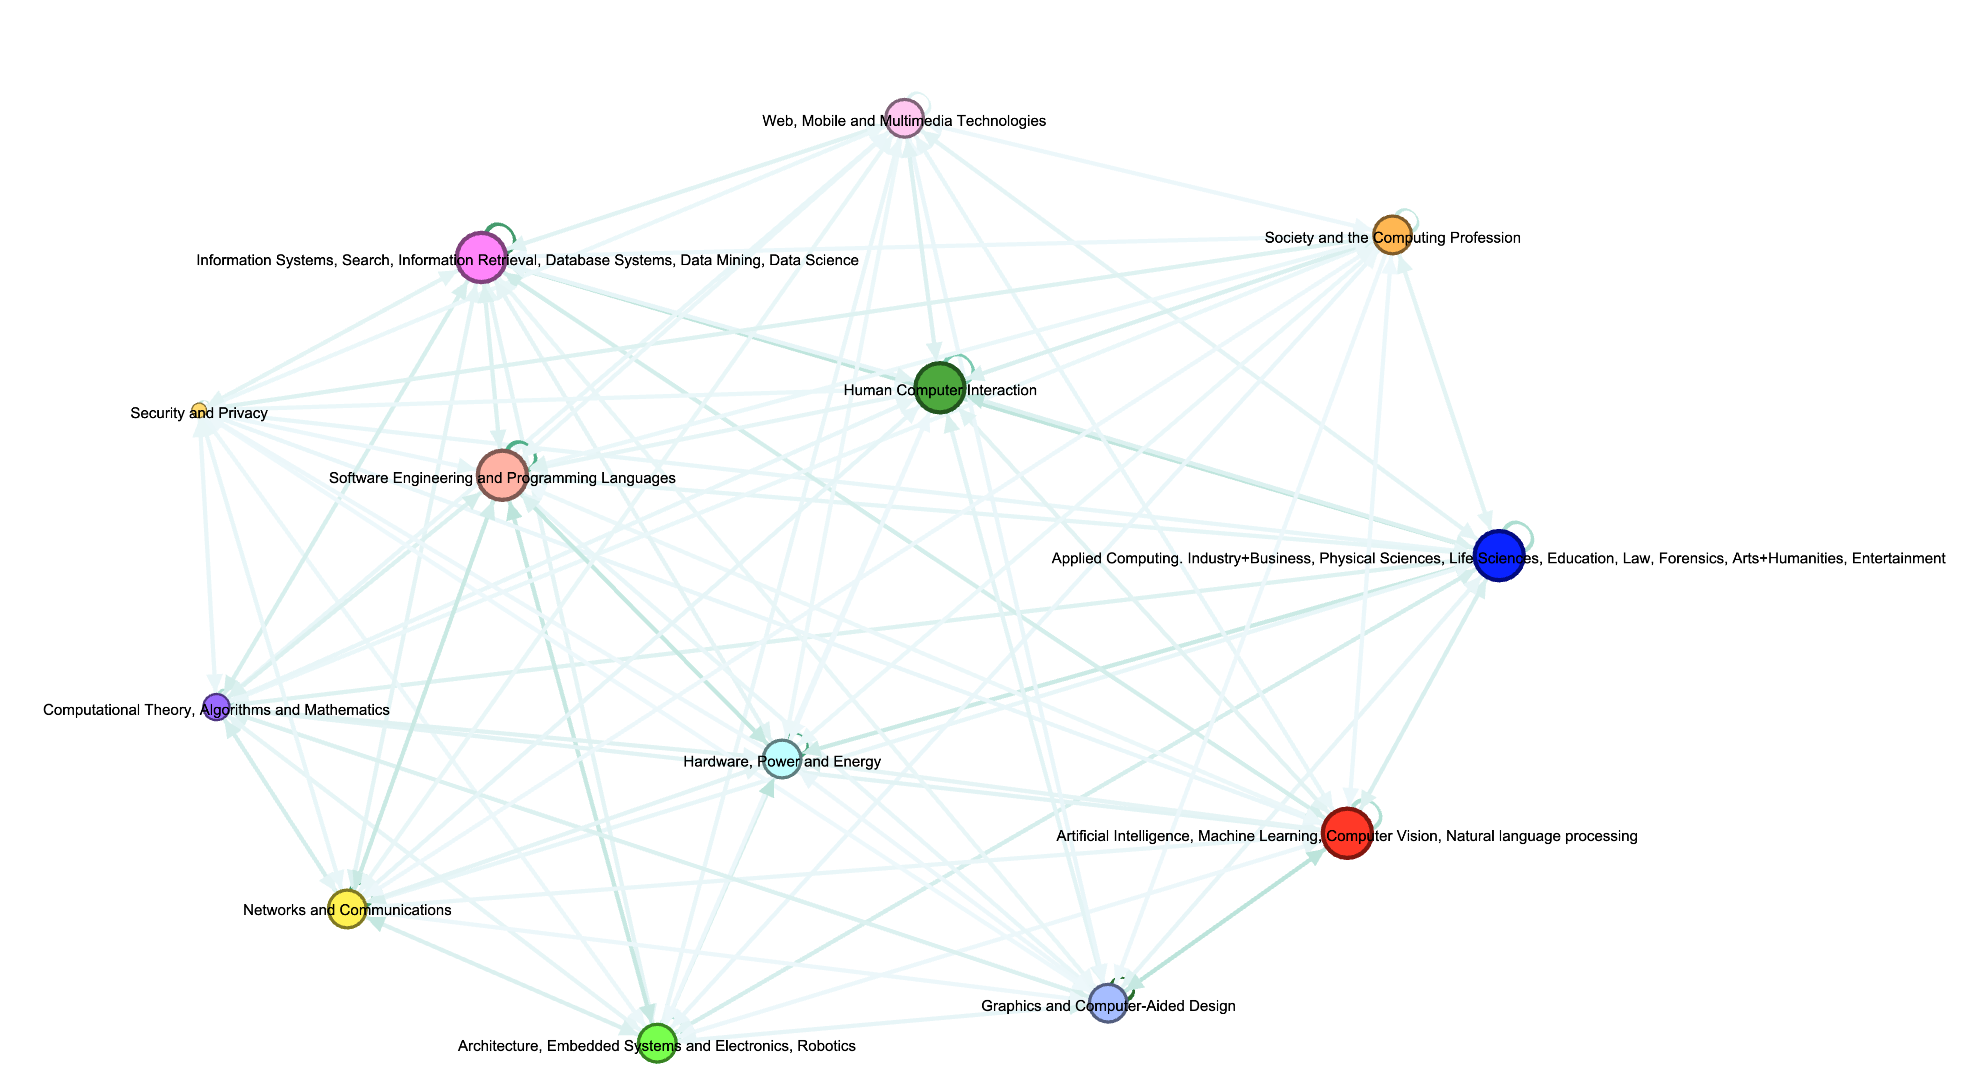 Web, Mobile and Multimedia Technologies
Society and the Computing Profession
Information Systems, Search, Information Retrieval, Database Systems, Data Mining, Data Science
Human Computer Interaction
Security and Privacy
Software Engineering and Programming Languages
Applied Computing. Industry+Business, Physical Sciences, Life Sciences, Education, Law, Forensics, Arts+Humanities, Entertainment
Computational Theory, Algorithms and Mathematics
Hardware, Power and Energy
Artificial Intelligence, Machine Learning, Computer Vision, Natural language processing
Networks and Communications
Graphics and Computer-Aided Design
Architecture, Embedded Systems and Electronics, Robotics